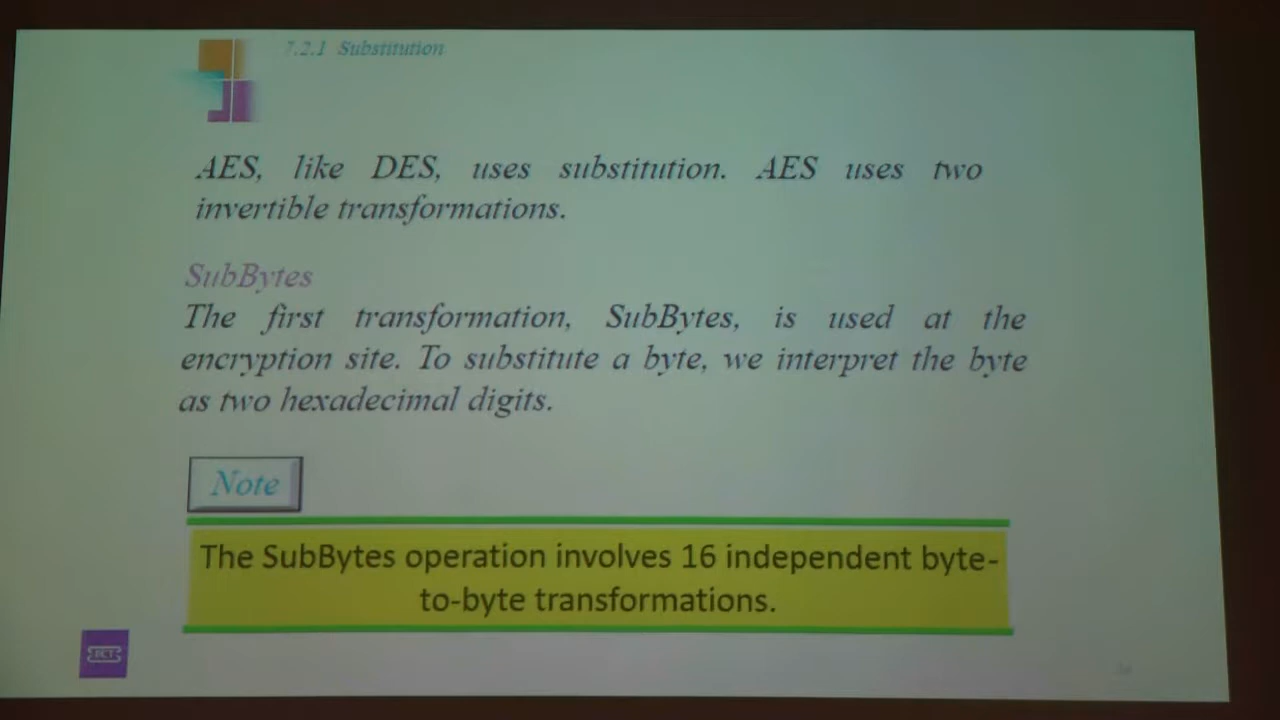 7.2.1 Substitution
AES, like DES, uses substitution. AES uses two
invertible transformations.
SubBytes
The first transformation, SubBytes, is used at the
encryption site. To substitute a byte, we interpret the byte
as two hexadecimal digits.
Note
The SubBytes operation involves 16 independent byte-
to-byte transformations.